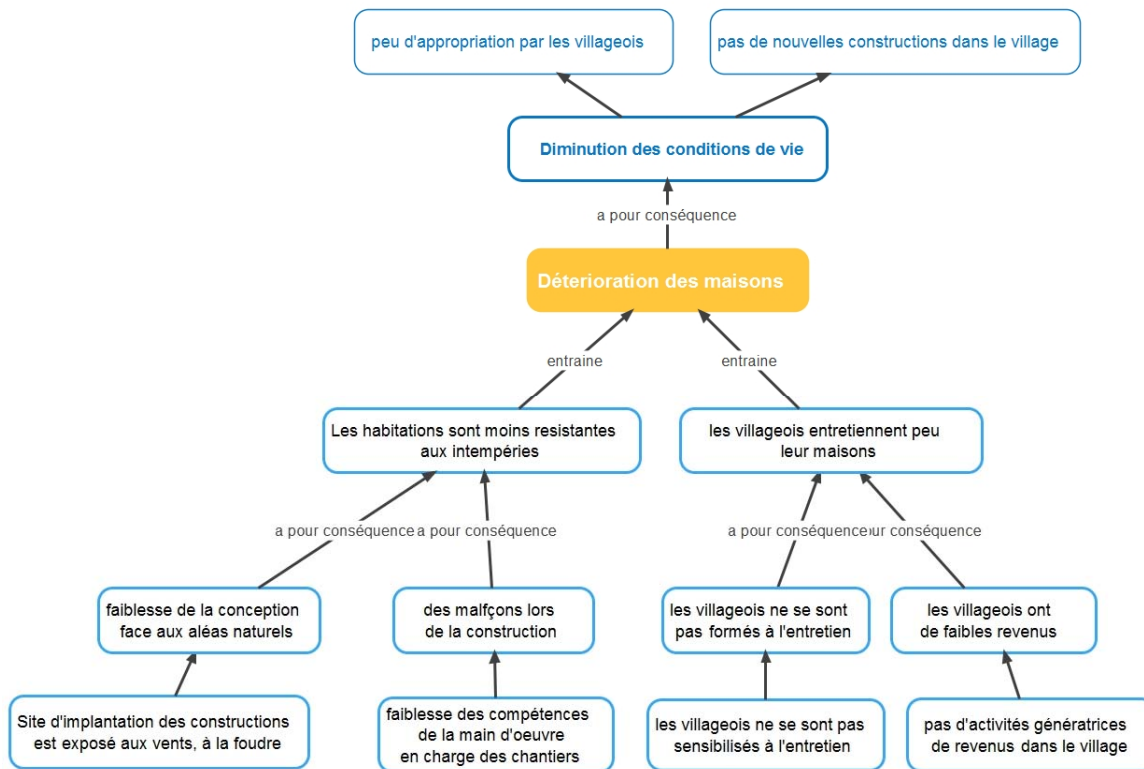 peu d'appropriation par les villageois
pas de nouvelles constructions dans le village
Diminution des conditions de vie
a pour conséquence
Déterioration des maisons
entraine
entraine
Les habitations sont moins resistantes
aux intempéries
les villageois entretiennent peu
leur maisons
a pour conséquence
a pour conséquence
a pour conséquence
ur conséquence
faiblesse de la conception
face aux aléas naturels
des malfçons lors
de la construction
les villageois ne se sont
pas formés à l'entretien
les villageois ont
de faibles revenus
Site d'implantation des constructions
est exposé aux vents, à la foudre
faiblesse des compétences
de la main d'oeuvre
en charge des chantiers
les villageois ne se sont pas
sensibilisés à l'entretien
pas d'activités génératrices
de revenus dans le village